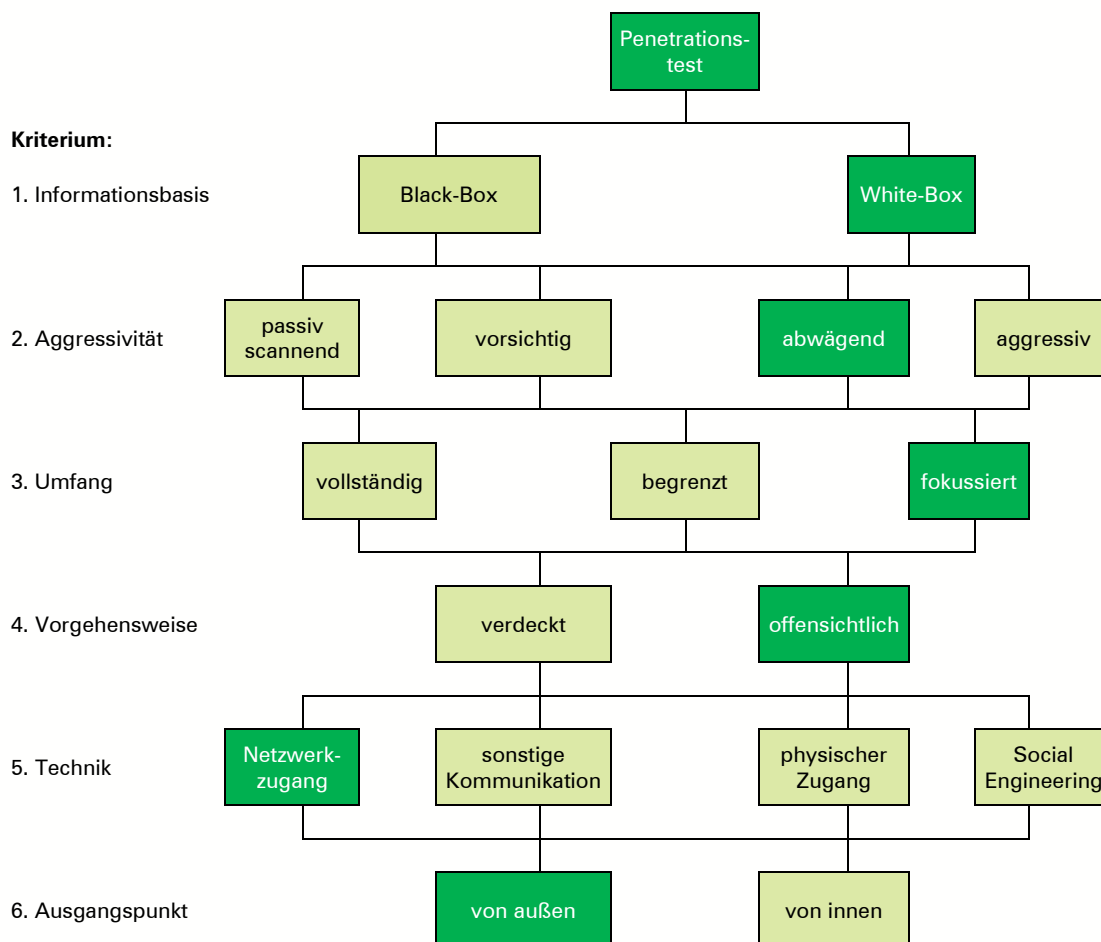 Penetrations-
test
Kriterium:
1. Informationsbasis
Black-Box
White-Box
2. Aggressivität
passiv
scannend
vorsichtig
abwägend
aggressiv
3. Umfang
vollständig
begrenzt
fokussiert
4. Vorgehensweise
verdeckt
offensichtlich
5. Technik
Netzwerk-
zugang
sonstige
Kommunikation
physischer
Zugang
Social
Engineering
6. Ausgangspunkt
von außen
von innen